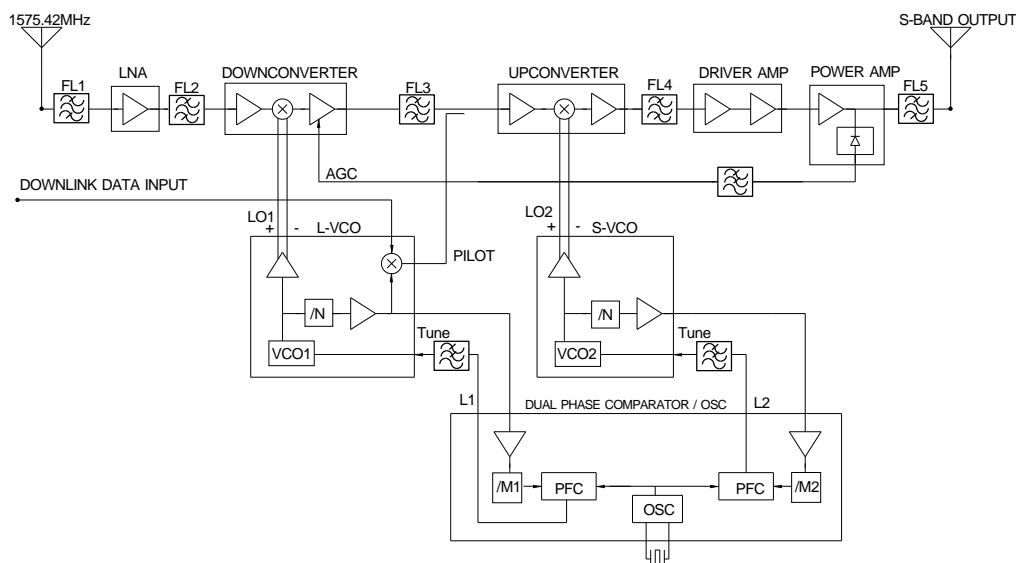 1575.42MHz
S-BAND OUTPUT
FL1
LNA
FL2
DOWNCONVERTER
FL3
UPCONVERTER
FL4
DRIVER AMP
POWER AMP
FL5
AGC
DOWNLINK DATA INPUT
LO1
+ -
L-VCO
PILOT
LO2
+ -
S-VCO
/N
VCO1
Tune
/N
VCO2
Tune
L1
DUAL PHASE COMPARATOR / OSC
L2
/M1
PFC
OSC
PFC
/M2